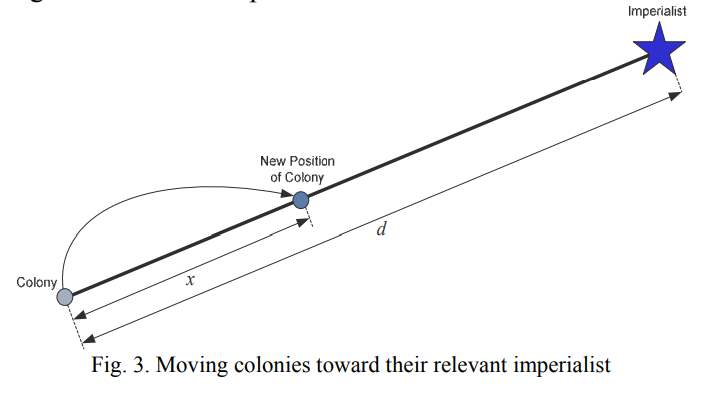 Imperialist
New Position
of Colony
d
Colony
x
Fig. 3. Moving colonies toward their relevant imperialist